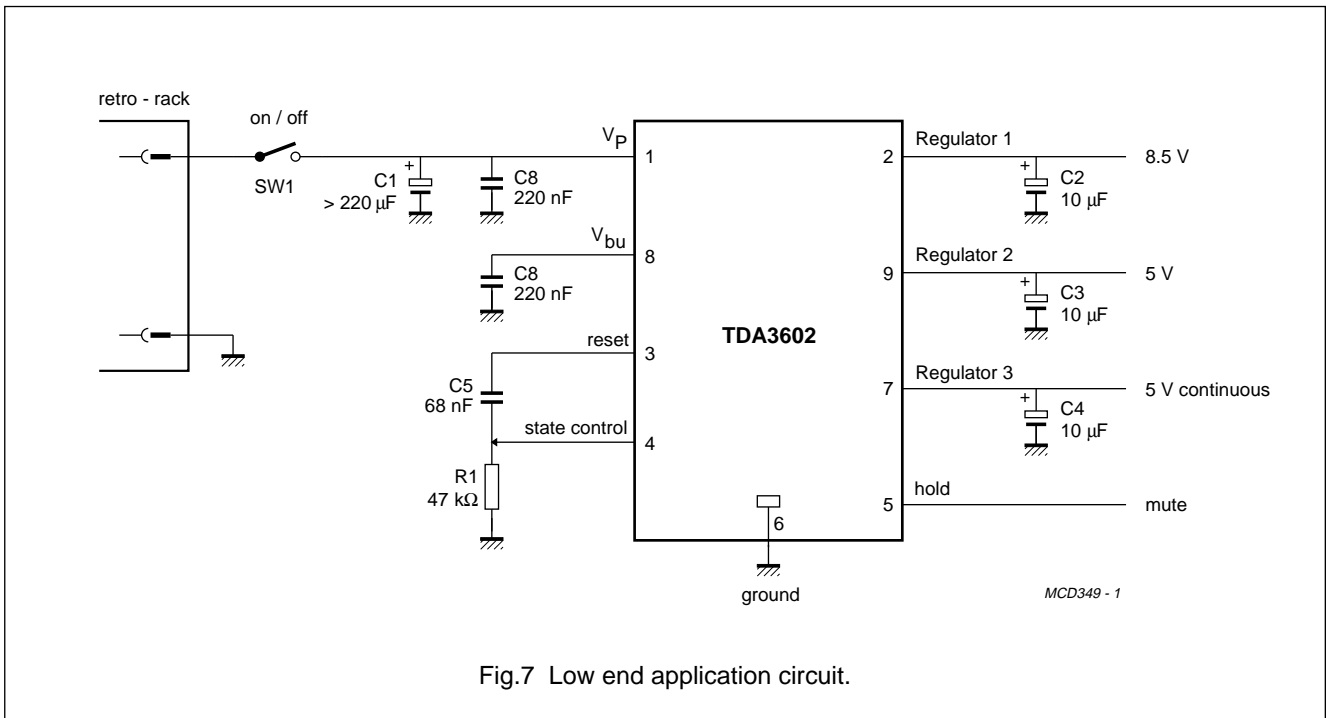 retro - rack
on / off
SW1
+
C1
> 220 µF
C8
220 nF
VP
1
Vbu
8
C8
220 nF
reset
3
C5
68 nF
state control
4
R1
47 kΩ
TDA3602
6
ground
2
Regulator 1
8.5 V
+
C2
10 µF
9
Regulator 2
5 V
+
C3
10 µF
7
Regulator 3
5 V continuous
+
C4
10 µF
5
hold
mute
MCD349 - 1
Fig.7 Low end application circuit.